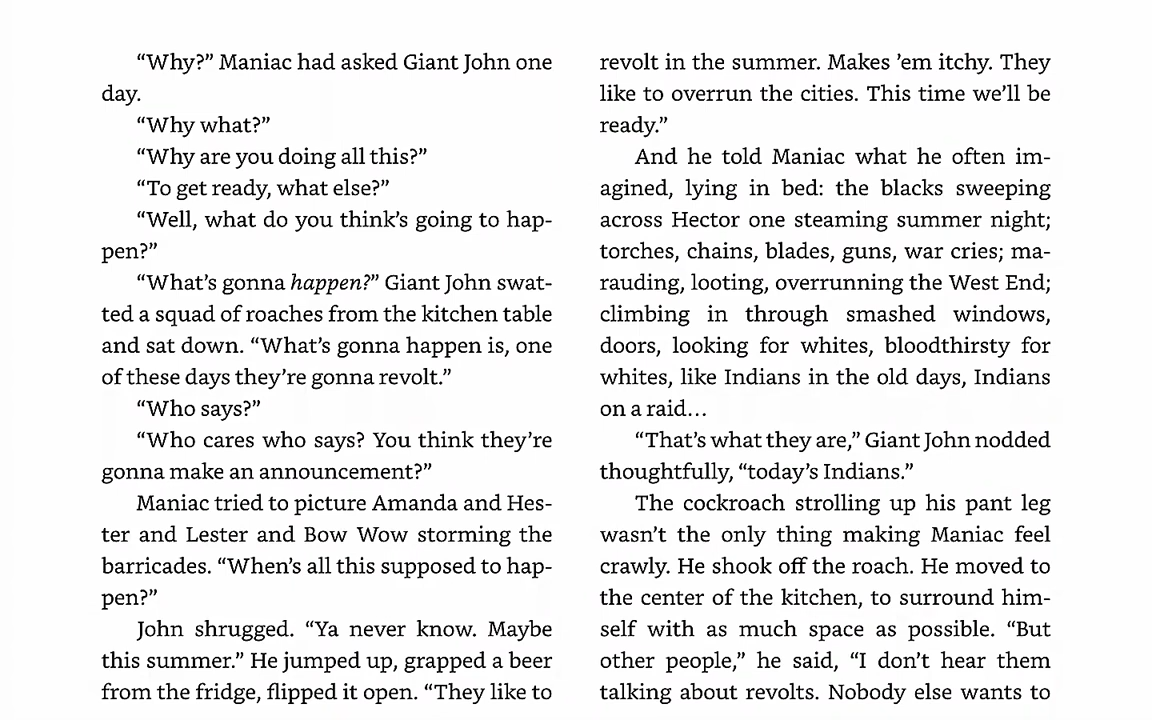 “Why?” Maniac had asked Giant John one
day.
“Why what?”
“Why are you doing all this?”
“To get ready, what else?”
“Well, what do you think’s going to hap-
pen?”
“What’s gonna happen?” Giant John swat-
ted a squad of roaches from the kitchen table
and sat down. “What’s gonna happen is, one
of these days they’re gonna revolt.”
“Who says?”
“Who cares who says? You think they’re
gonna make an announcement?”
Maniac tried to picture Amanda and Hes-
ter and Lester and Bow Wow storming the
barricades. “When’s all this supposed to hap-
pen?”
John shrugged. “Ya never know. Maybe
this summer.” He jumped up, grapped a beer
from the fridge, flipped it open. “They like to
revolt in the summer. Makes ’em itchy. They
like to overrun the cities. This time we’ll be
ready.”
And he told Maniac what he often im-
agined, lying in bed: the blacks sweeping
across Hector one steaming summer night;
torches, chains, blades, guns, war cries; ma-
rauding, looting, overrunning the West End;
climbing in through smashed windows,
doors, looking for whites, bloodthirsty for
whites, like Indians in the old days, Indians
on a raid…
“That’s what they are,” Giant John nodded
thoughtfully, “today’s Indians.”
The cockroach strolling up his pant leg
wasn’t the only thing making Maniac feel
crawly. He shook off the roach. He moved to
the center of the kitchen, to surround him-
self with as much space as possible. “But
other people,” he said, “I don’t hear them
talking about revolts. Nobody else wants to